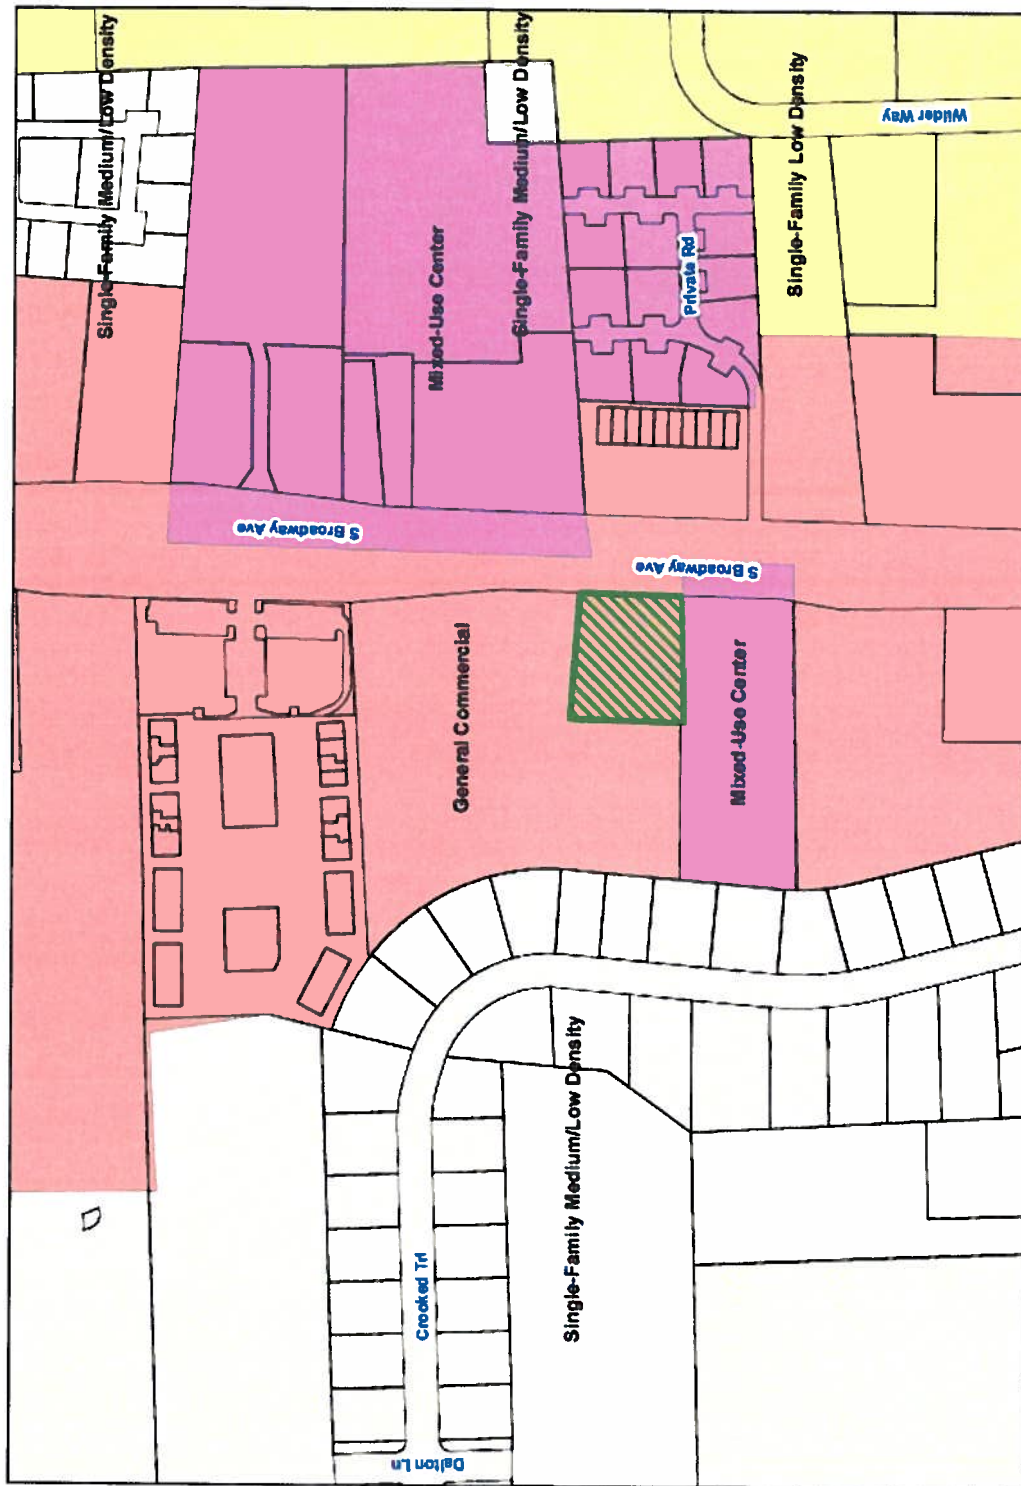 Single-Family Medium/Low Density
Single-Family Medium/Low Density
Single-Family Low Density
Wilder Way
Mixed-Use Center
Private Rd
S Broadway Ave
S Broadway Ave
General Commercial
Mixed-Use Center
Single-Family Medium/Low Density
Crooked Trl
Dalton Ln